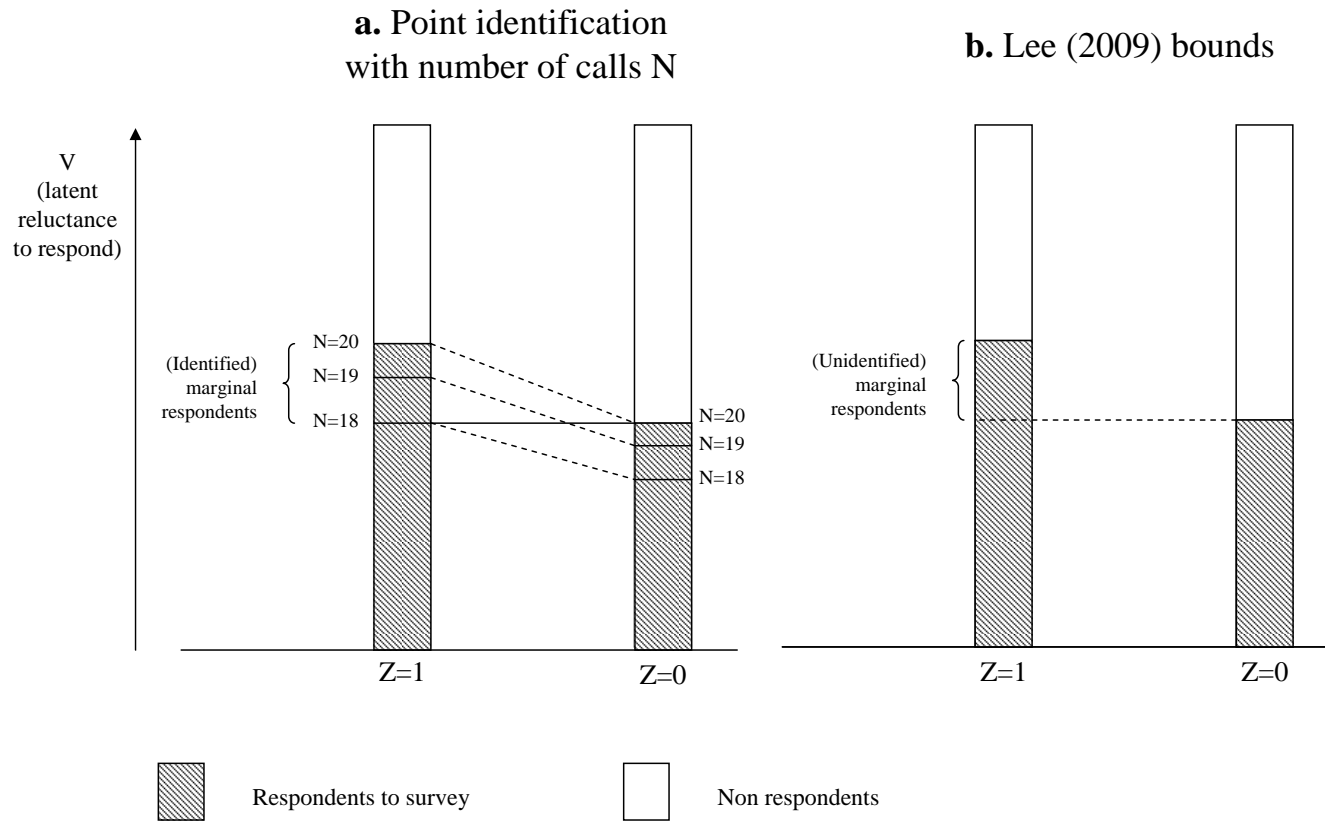 a. Point identification
with number of calls N
b. Lee (2009) bounds
V
(latent
reluctance
to respond)
(Identified)
marginal
respondents
N=20
N=19
N=18
N=20
N=19
N=18
(Unidentified)
marginal
respondents
Z=1
Z=0
Z=1
Z=0
Respondents to survey
Non respondents